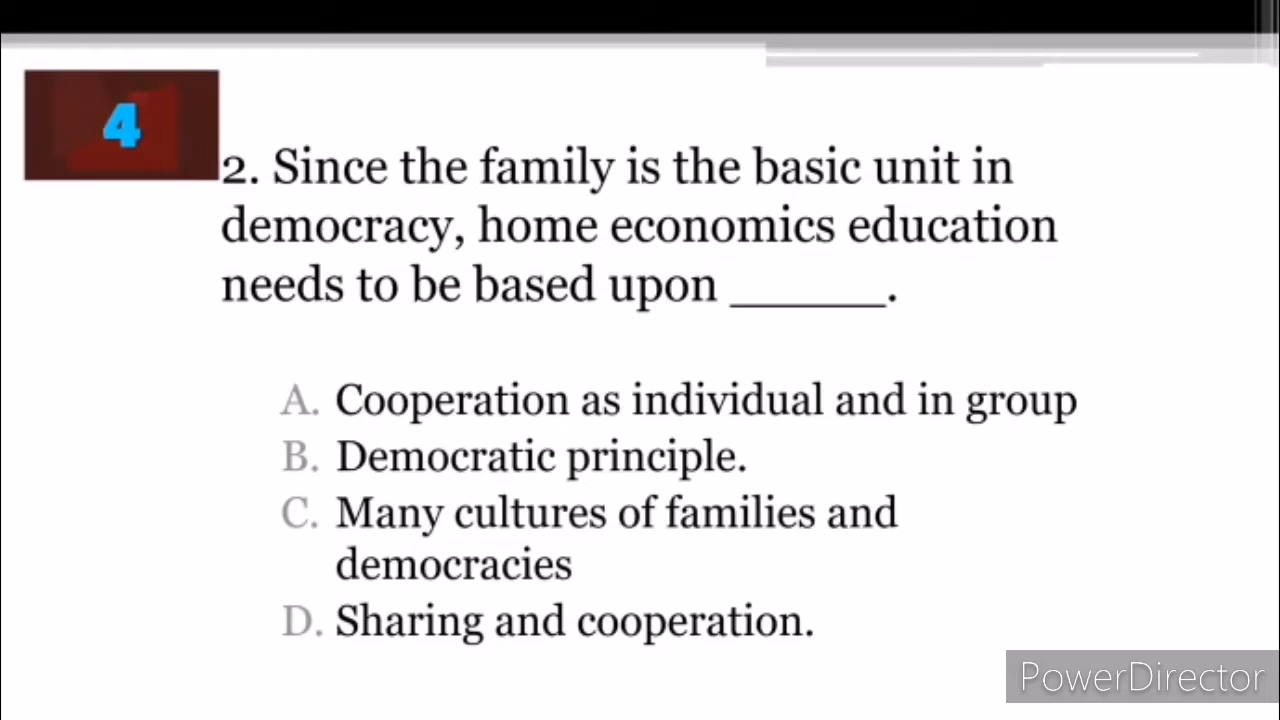 4
2. Since the family is the basic unit in
democracy, home economics education
needs to be based upon ______.
A. Cooperation as individual and in group
B. Democratic principle.
C. Many cultures of families and
democracies
D. Sharing and cooperation.
PowerDirector